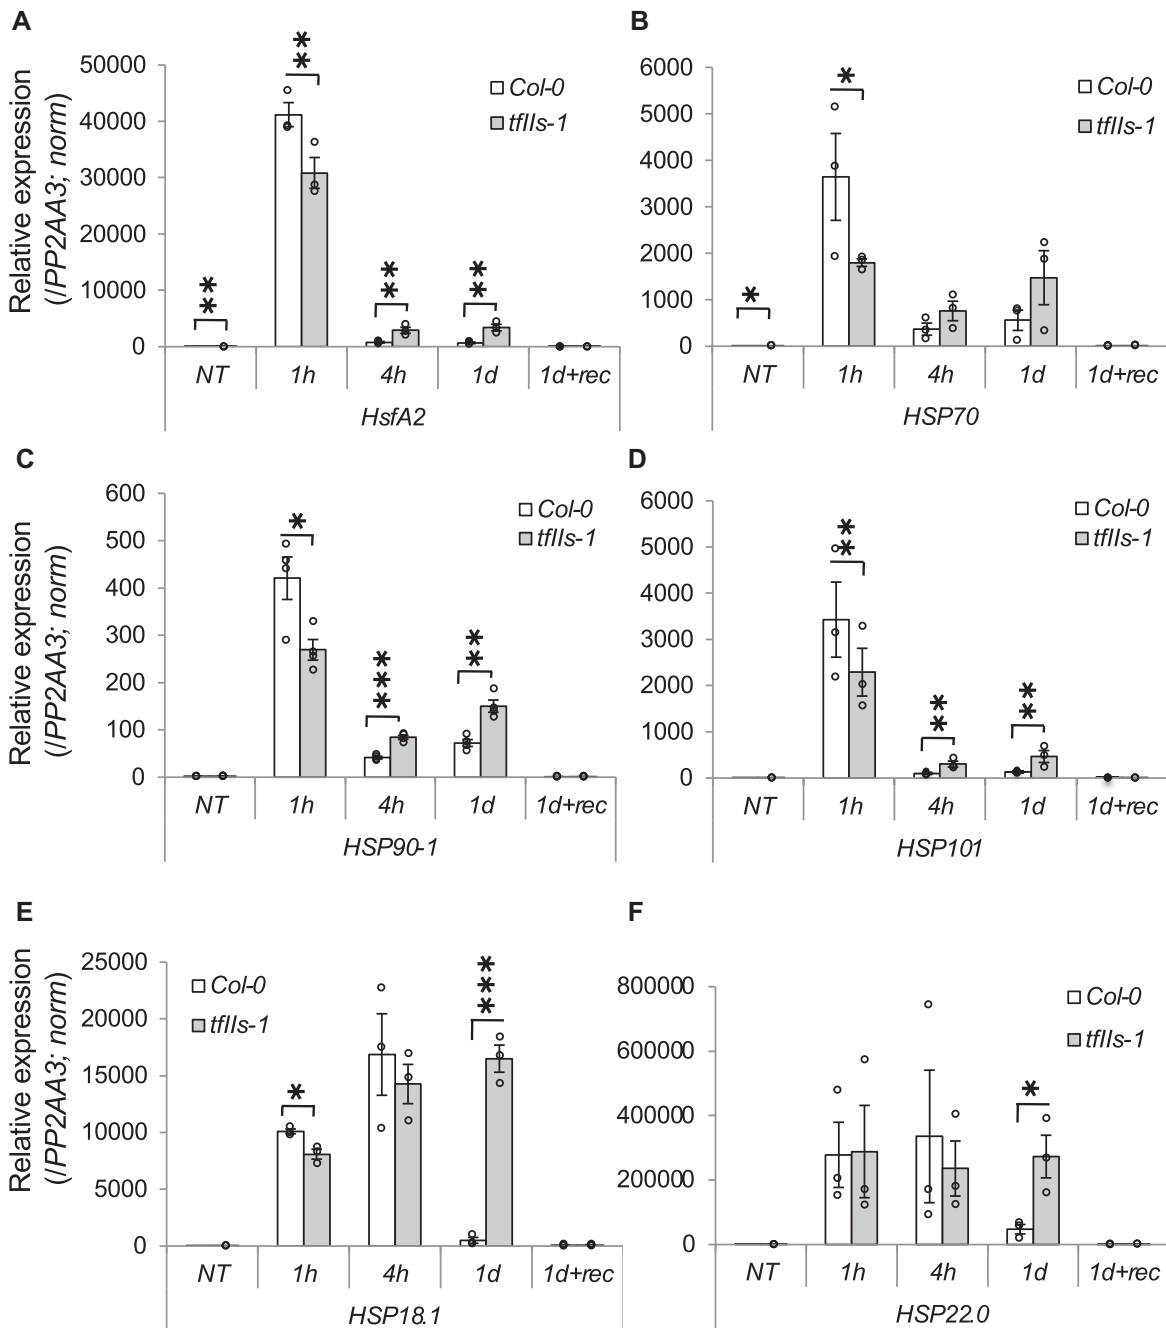 A
Relative expression
(/PP2AA3; norm)
50000
40000
30000
20000
10000
0
Col-0
tfIIs-1
**
**
**
**
NT 1h 4h 1d 1d+rec
HsfA2
B
6000
5000
4000
3000
2000
1000
0
Col-0
tfIIs-1
*
*
NT 1h 4h 1d 1d+rec
HSP70
C
Relative expression
(/PP2AA3; norm)
600
500
400
300
200
100
0
Col-0
tfIIs-1
*
***
**
NT 1h 4h 1d 1d+rec
HSP90-1
D
6000
5000
4000
3000
2000
1000
0
Col-0
tfIIs-1
**
**
**
NT 1h 4h 1d 1d+rec
HSP101
E
Relative expression
(/PP2AA3; norm)
25000
20000
15000
10000
5000
0
Col-0
tfIIs-1
*
***
NT 1h 4h 1d 1d+rec
HSP18.1
F
800000
600000
400000
200000
0
Col-0
tfIIs-1
*
NT 1h 4h 1d 1d+rec
HSP22.0